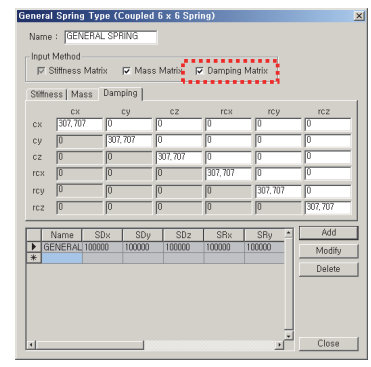 General Spring Type (Coupled 6 x 6 Spring)
Name : GENERAL SPRING
Input Method
Stiffness Matrix Mass Matrix Damping Matrix
Stiffness Mass Damping
cx cy cz rcx rcy rcz
cx 307,707 0 0 0 0 0
cy 0 307,707 0 0 0 0
cz 0 0 307,707 0 0 0
rcx 0 0 0 307,707 0 0
rcy 0 0 0 0 307,707 0
rcz 0 0 0 0 0 307,707
Name SDx SDy SDz SRx SRy
GENERAL 100000 100000 100000 100000 100000
Add
Modify
Delete
Close